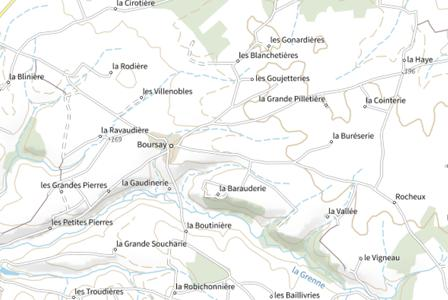 la Cirotière
les Gonardières
les Blanchetières
la Haye
la Rodière
la Blinière
les Goujetteries
196
les Villenobles
la Grande Pilletière
la Cointerie
la Ravaudière
169
la Buréserie
Boursay
la Gaudinerie
les Grandes Pierres
la Barauderie
Rocheux
la Vallée
les Petites Pierres
la Boutinière
la Grande Soucharie
le Vigneau
la Grenne
la Robichonnière
les Troudières
les Baillivries